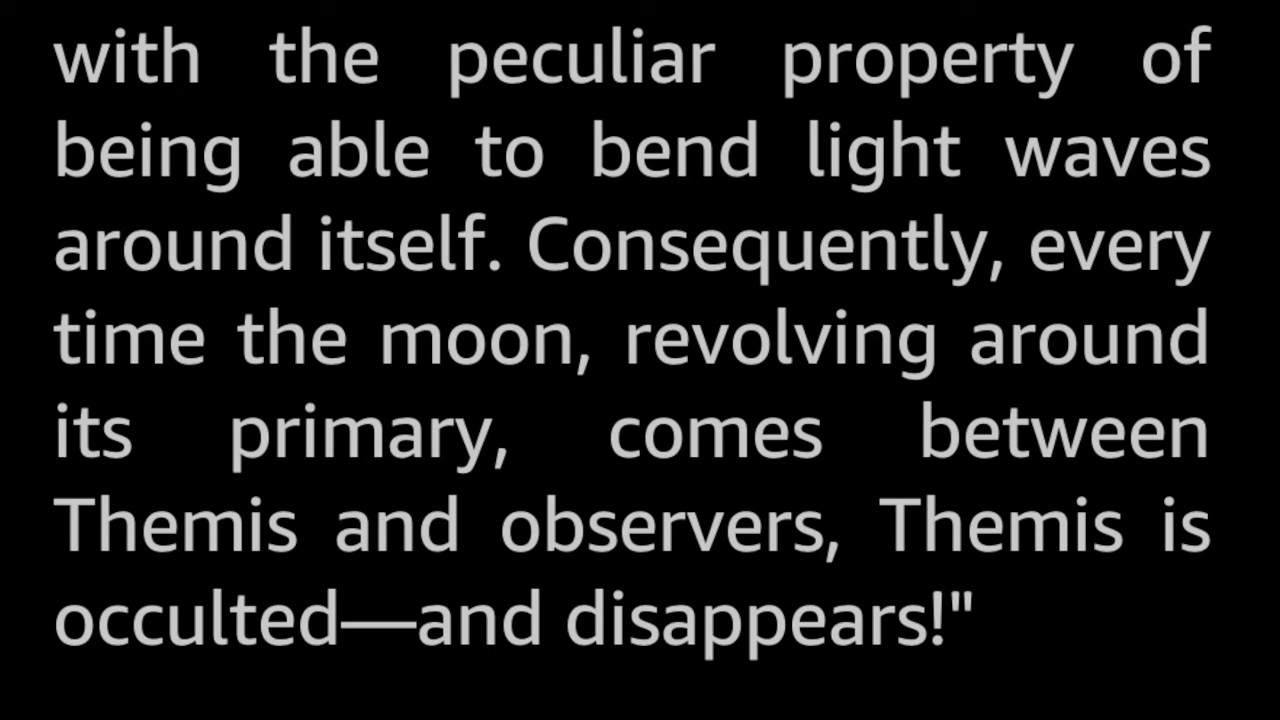 with the peculiar property of
being able to bend light waves
around itself. Consequently, every
time the moon, revolving around
its primary, comes between
Themis and observers, Themis is
occulted—and disappears!"